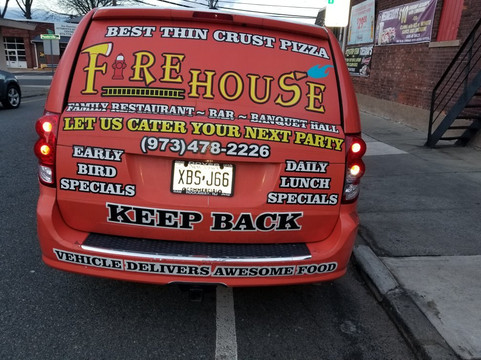 BEST THIN CRUST PIZZA
FIREHOUSE
FAMILY RESTAURANT ~ BAR ~ BANQUET HALL
LET US CATER YOUR NEXT PARTY
(973) 478-2226
EARLY
BIRD
SPECIALS
XBS J66
DAILY
LUNCH
SPECIALS
KEEP BACK
VEHICLE DELIVERS AWESOME FOOD